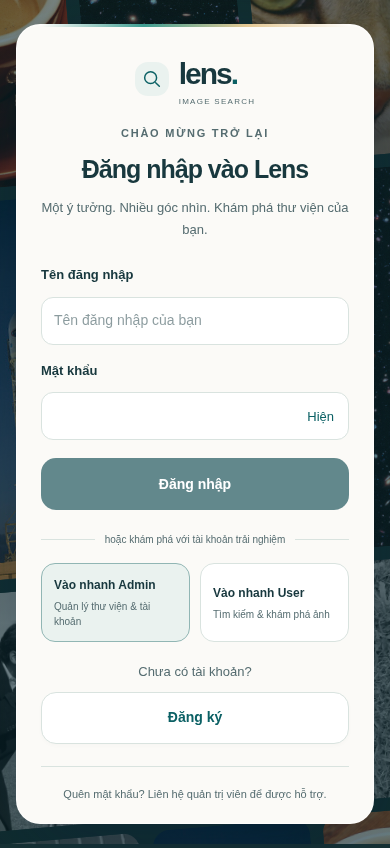 lens.
IMAGE SEARCH
CHÀO MỪNG TRỞ LẠI
Đăng nhập vào Lens
Một ý tưởng. Nhiều góc nhìn. Khám phá thư viện của
bạn.
Tên đăng nhập
Tên đăng nhập của bạn
Mật khẩu
Hiện
Đăng nhập
hoặc khám phá với tài khoản trải nghiệm
Vào nhanh Admin
Quản lý thư viện & tài
khoản
Vào nhanh User
Tìm kiếm & khám phá ảnh
Chưa có tài khoản?
Đăng ký
Quên mật khẩu? Liên hệ quản trị viên để được hỗ trợ.